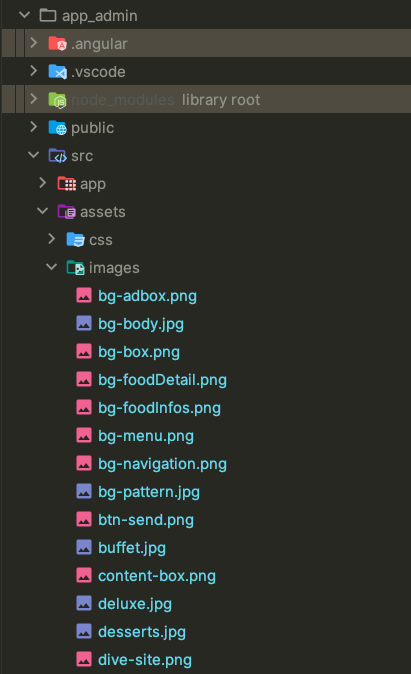 app_admin
.angular
.vscode
node_modules library root
public
src
app
assets
css
images
bg-adbox.png
bg-body.jpg
bg-box.png
bg-foodDetail.png
bg-foodInfos.png
bg-menu.png
bg-navigation.png
bg-pattern.jpg
btn-send.png
buffet.jpg
content-box.png
deluxe.jpg
desserts.jpg
dive-site.png